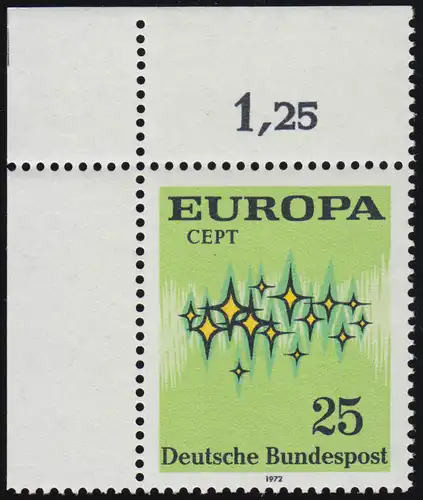 1,25
EUROPA
CEPT
25
Deutsche Bundespost
1972